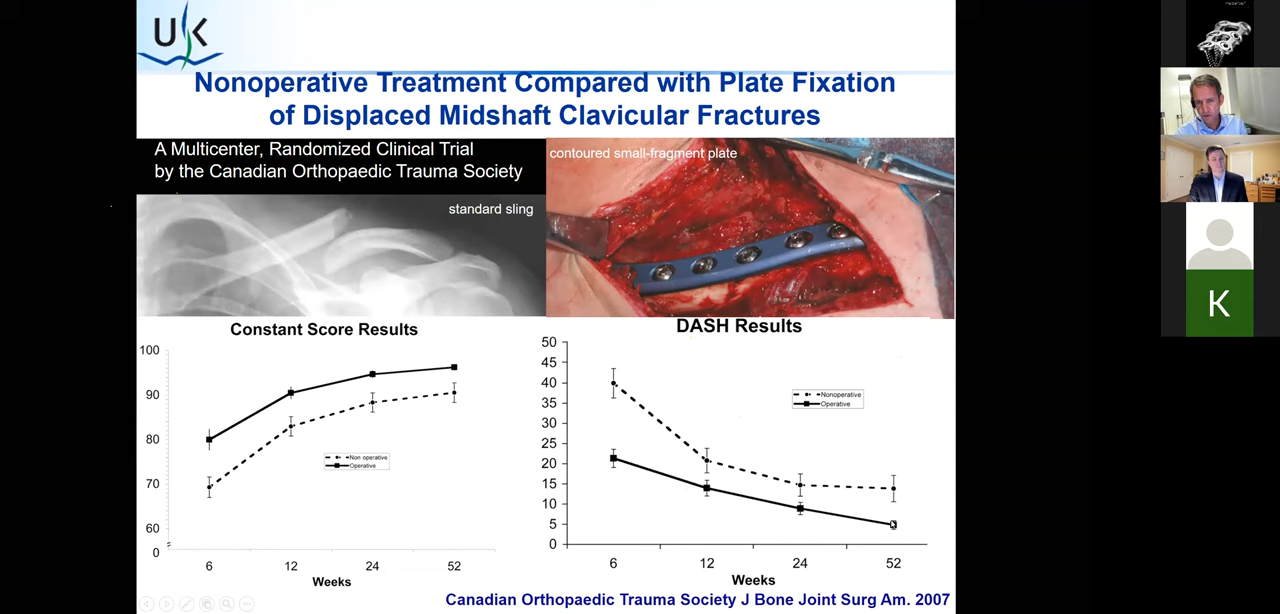 UK
Nonoperative Treatment Compared with Plate Fixation
of Displaced Midshaft Clavicular Fractures
A Multicenter, Randomized Clinical Trial
by the Canadian Orthopaedic Trauma Society
standard sling
contoured small-fragment plate
Constant Score Results
100
90
80
70
60
0
6 12 24 52
Weeks
Non operative
Operative
DASH Results
50
45
40
35
30
25
20
15
10
5
0
6 12 24 52
Weeks
Nonoperative
Operative
Canadian Orthopaedic Trauma Society J Bone Joint Surg Am. 2007
K